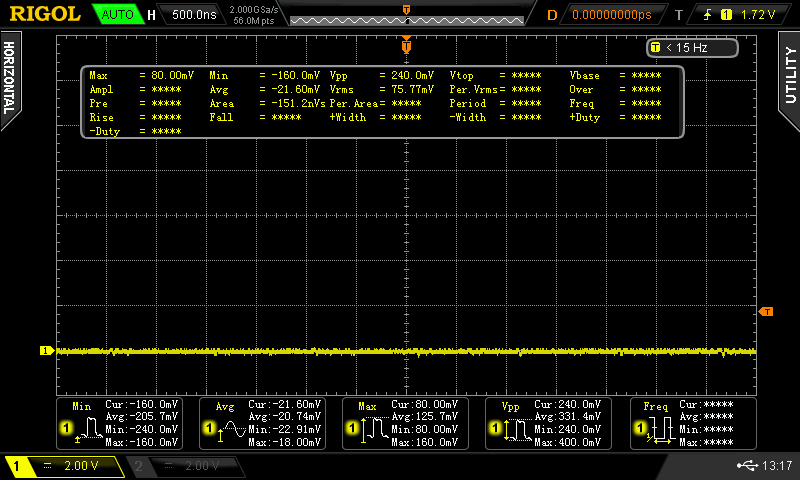 RIGOL AUTO H 500.0ns 2.000GSa/s 56.0M pts T D 0.00000000ps T 1 1.72 V
HORIZONTAL
UTILITY
T
T < 15 Hz
Max = 80.00mV Min = -160.0mV Vpp = 240.0mV Vtop = ***** Vbase = *****
Ampl = ***** Avg = -21.60mV Vrms = 75.77mV Per.Vrms= ***** Over = *****
Pre = ***** Area = -151.2nVs Per.Area= ***** Period = ***** Freq = *****
Rise = ***** Fall = ***** +Width = ***** -Width = ***** +Duty = *****
-Duty = *****
T
1
Min Cur:-160.0mV
Avg:-205.7mV
1 Min:-240.0mV
Max:-160.0mV
Avg Cur:-21.60mV
Avg:-20.74mV
1 Min:-22.91mV
Max:-18.00mV
Max Cur:80.00mV
Avg:125.7mV
1 Min:80.00mV
Max:160.0mV
Vpp Cur:240.0mV
Avg:331.4mV
1 Min:240.0mV
Max:400.0mV
Freq Cur:*****
Avg:*****
1 Min:*****
Max:*****
1 2.00 V 2 2.00 V 13:17